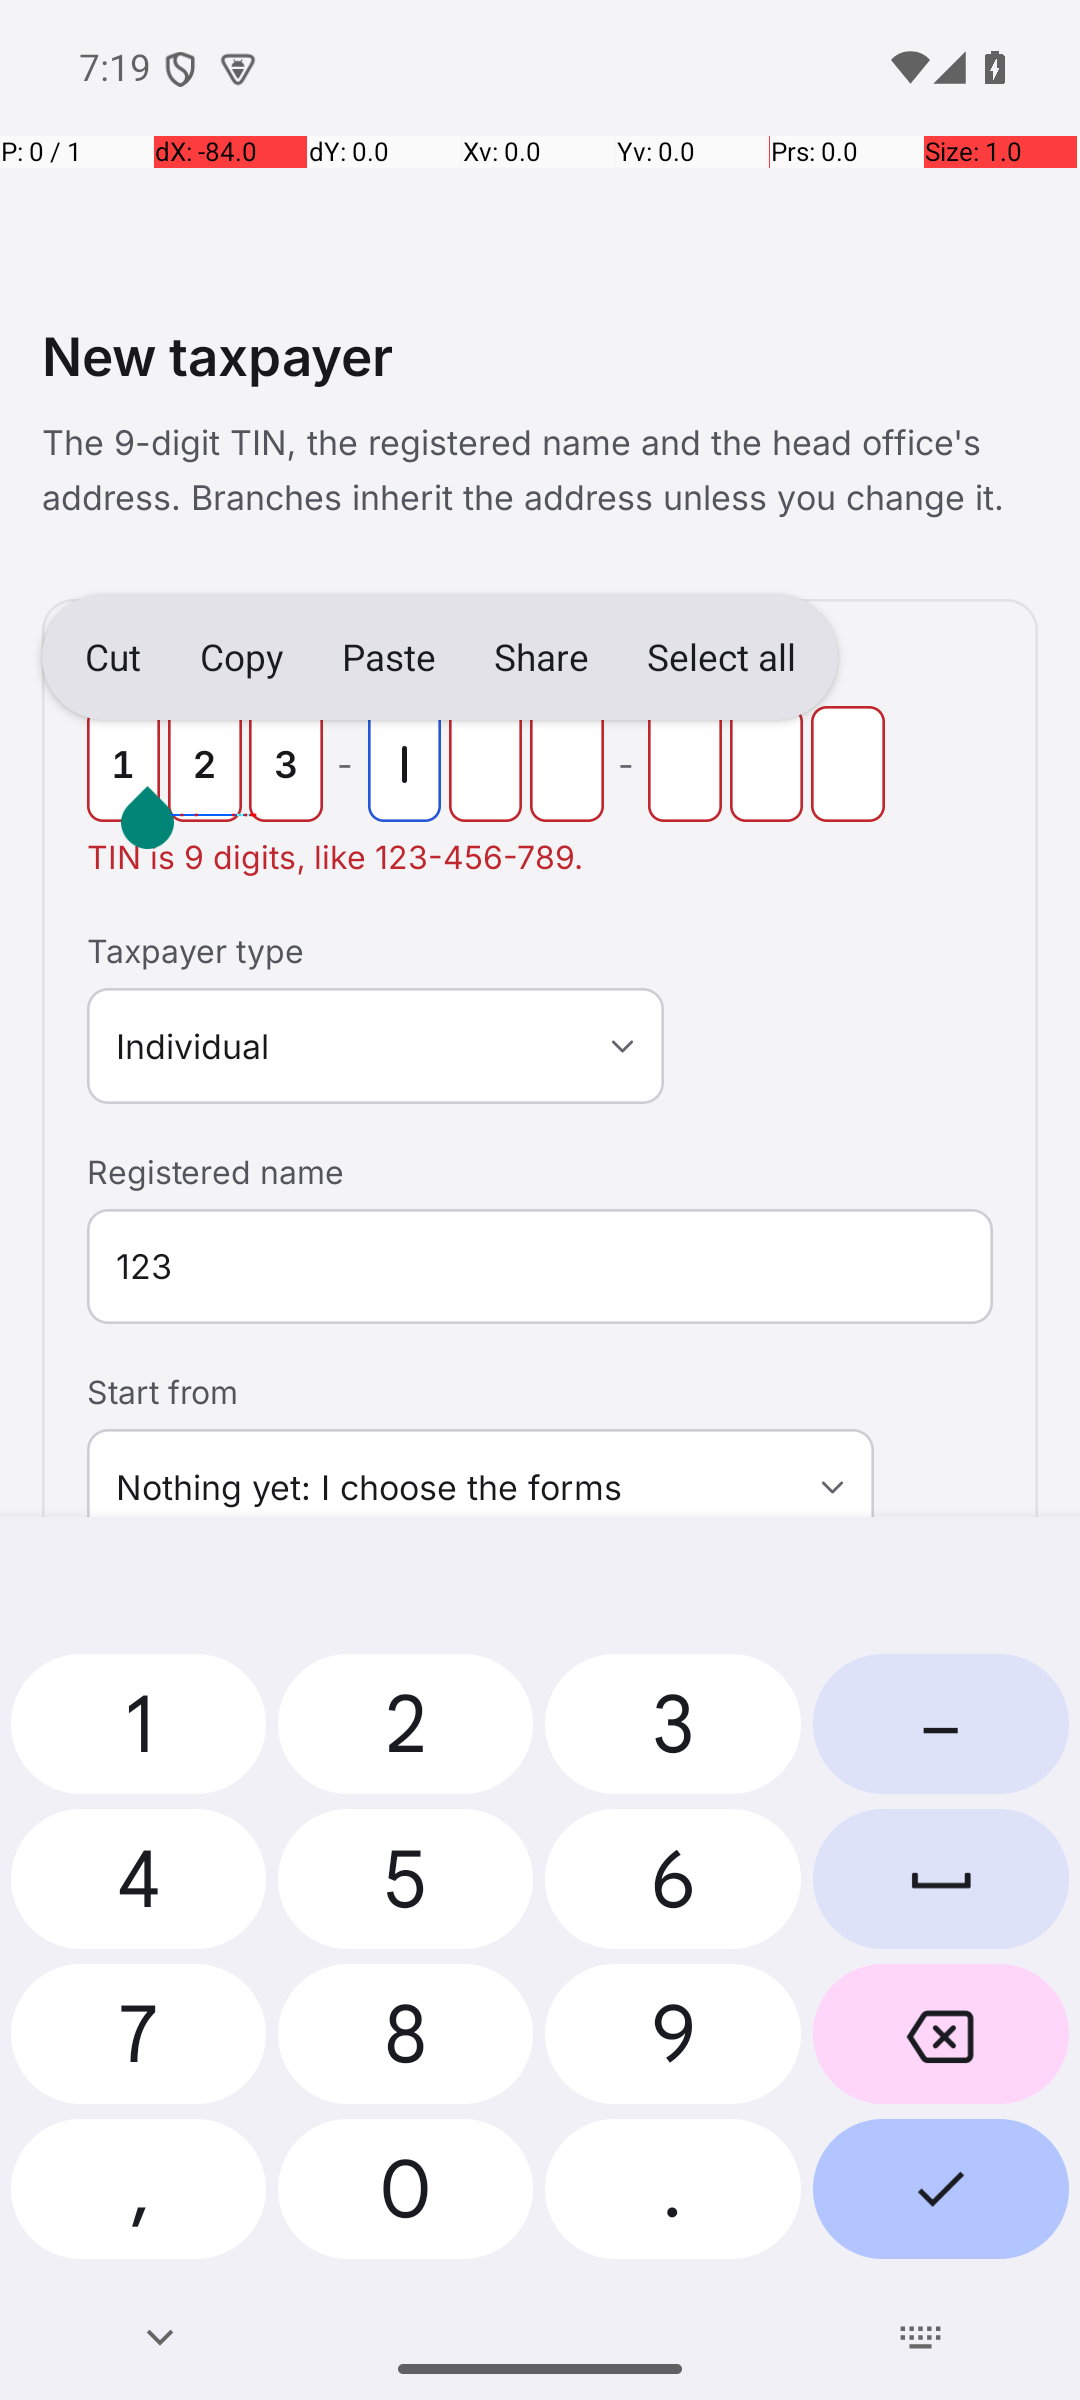 7:19
P: 0 / 1 dX: -84.0 dY: 0.0 Xv: 0.0 Yv: 0.0 Prs: 0.0 Size: 1.0
New taxpayer
The 9-digit TIN, the registered name and the head office's
address. Branches inherit the address unless you change it.
Cut Copy Paste Share Select all
1 2 3 - -
TIN is 9 digits, like 123-456-789.
Taxpayer type
Individual
Registered name
123
Start from
Nothing yet: I choose the forms
1 2 3 –
4 5 6
7 8 9
, 0 .